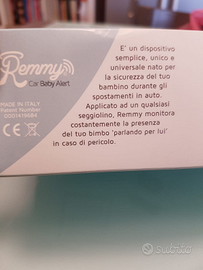 Remmy
Car Baby Alert
MADE IN ITALY
Patent Number
E' un dispositivo
semplice, unico e
universale nato per
la sicurezza del tuo
bambino durante gli
spostamenti in auto.
Applicato ad un qualsiasi
seggiolino, Remmy monitora
costantemente la presenza
del tuo bimbo 'parlando per lui'
in caso di pericolo.
CE
subito